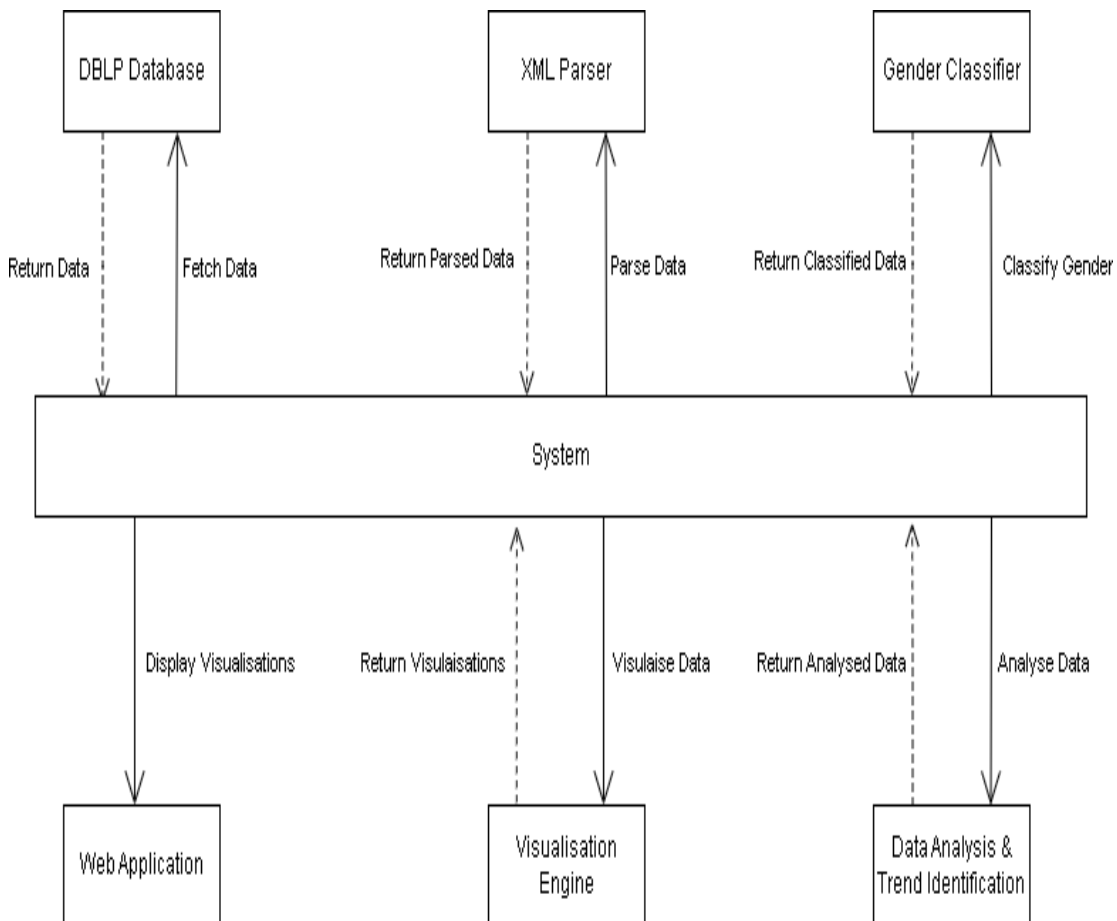 DBLP Database
XML Parser
Gender Classifier
Return Data
Fetch Data
Return Parsed Data
Parse Data
Return Classified Data
Classify Gender
System
Display Visualisations
Return Visulaisations
Visulaise Data
Return Analysed Data
Analyse Data
Web Application
Visualisation
Engine
Data Analysis &
Trend Identification